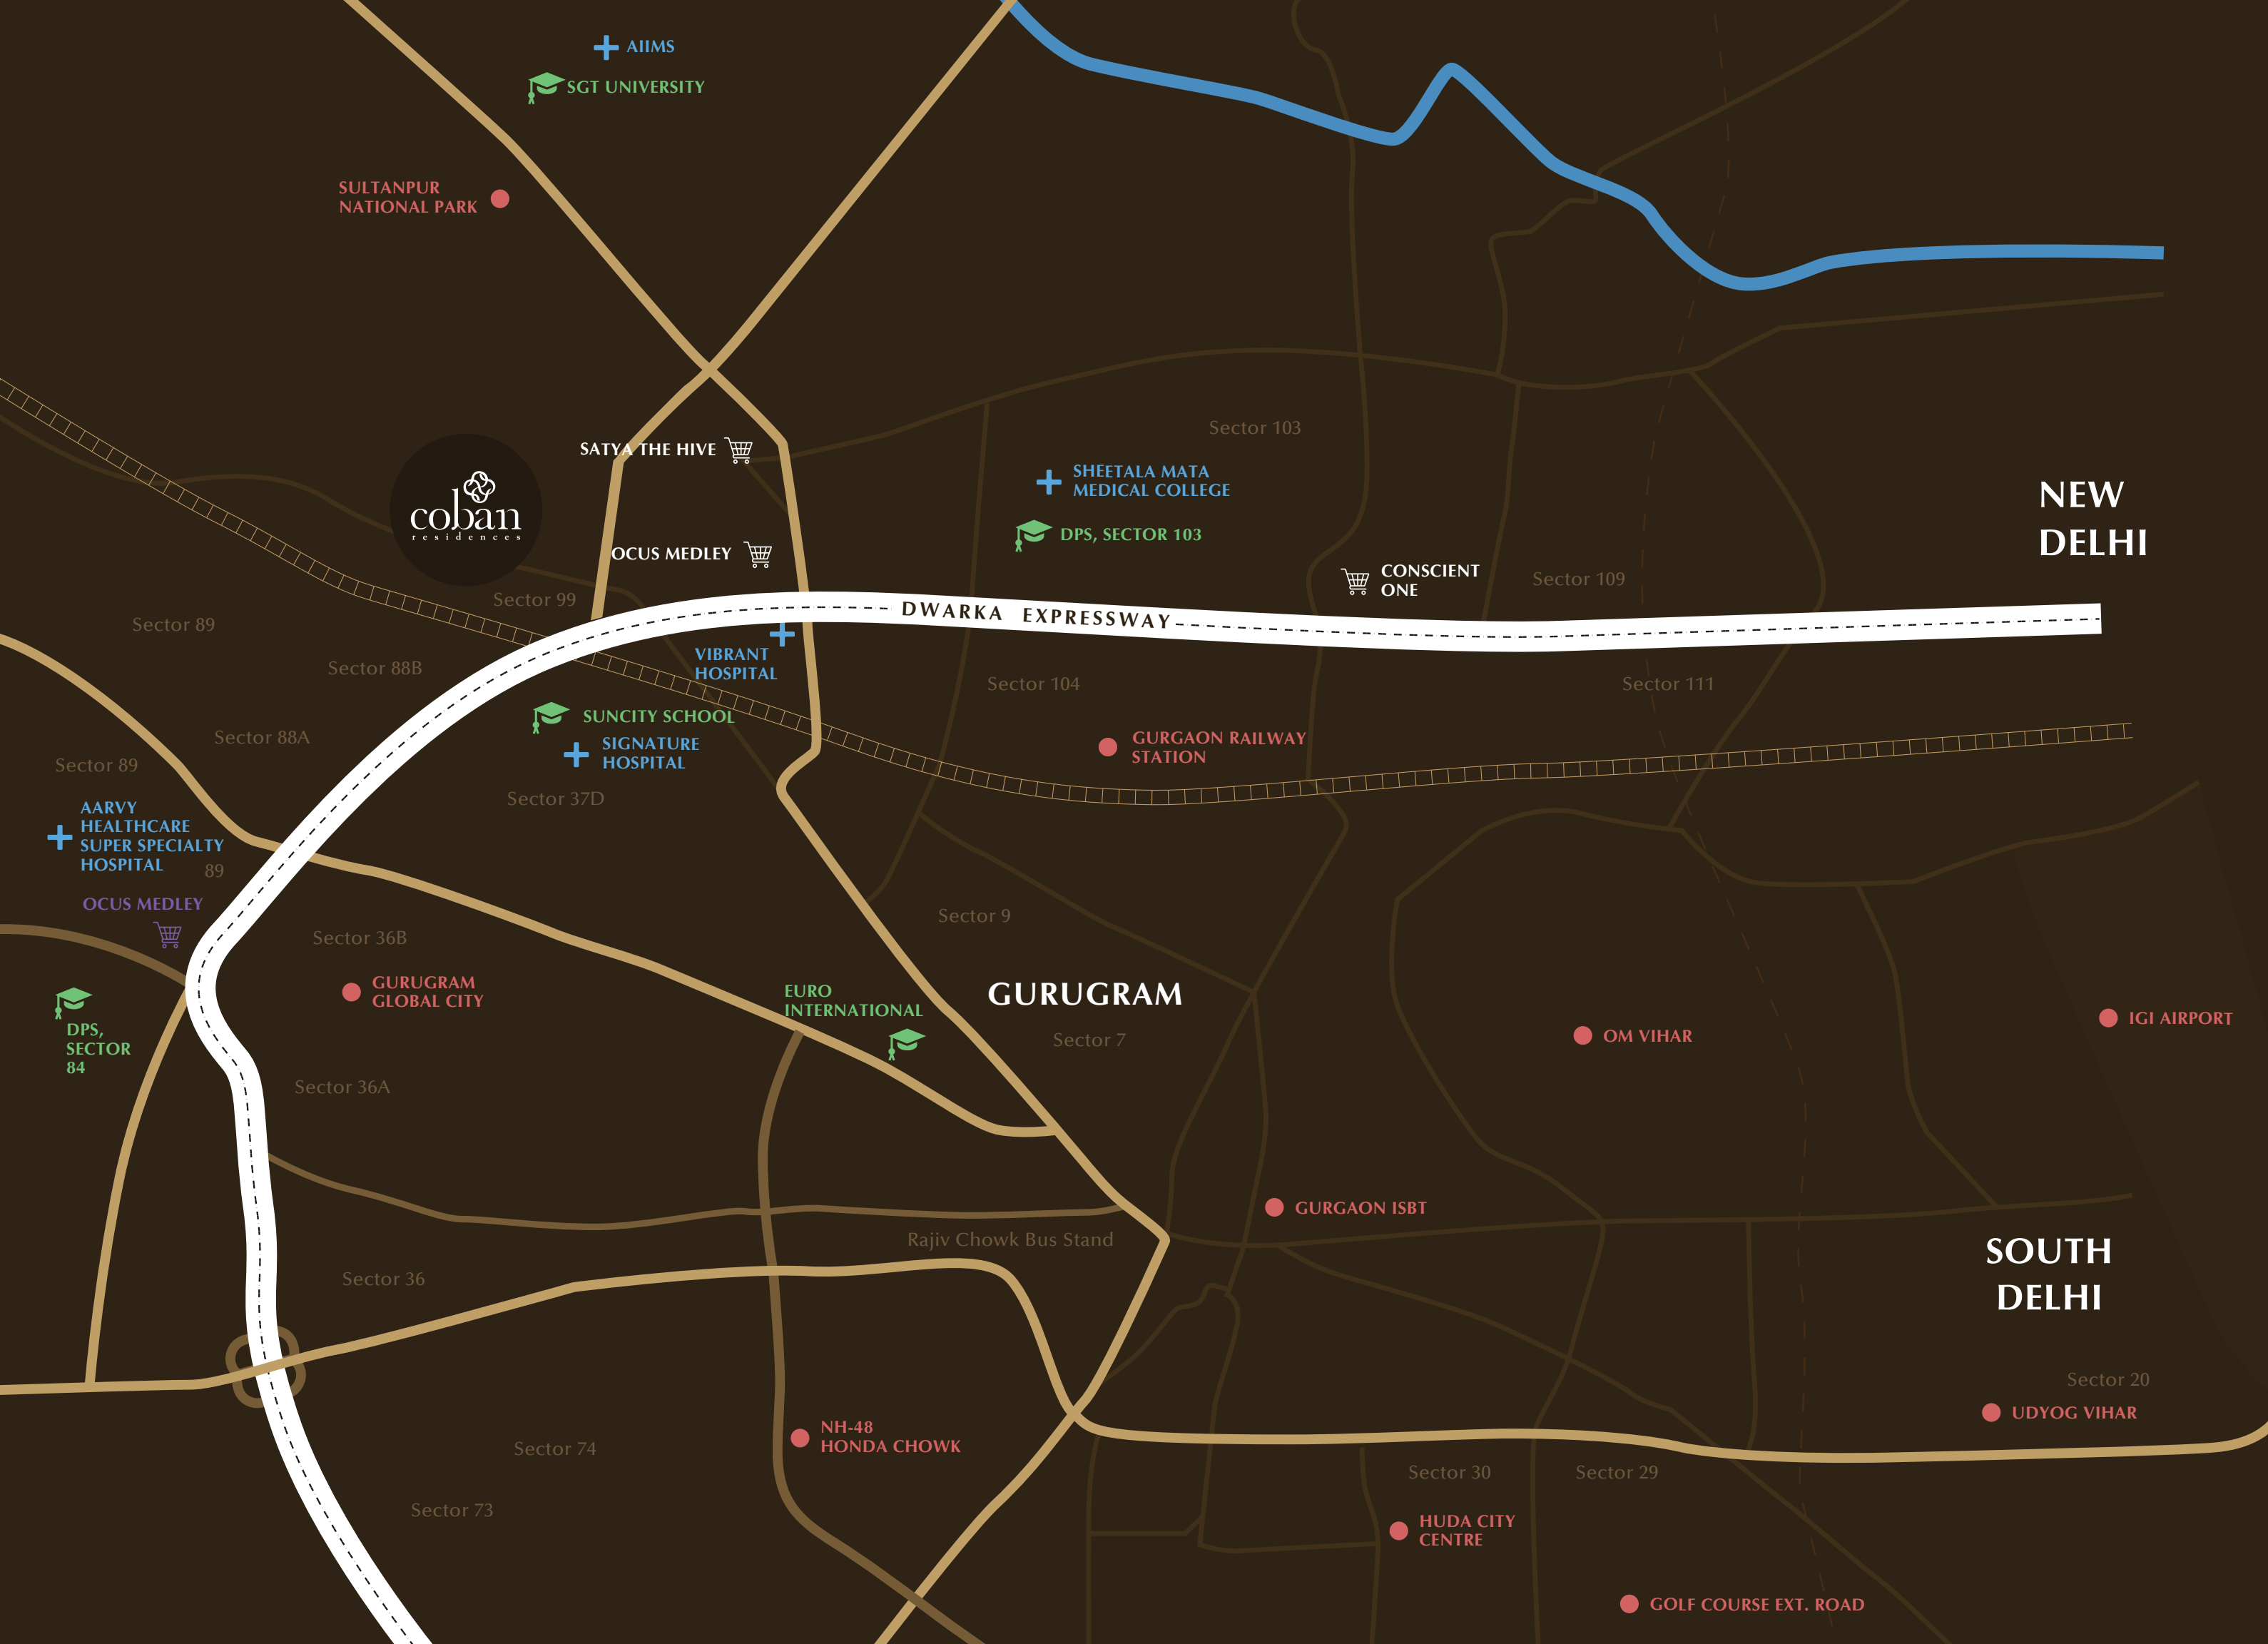 AIIMS
SGT UNIVERSITY
SULTANPUR
NATIONAL PARK
SATYA THE HIVE
Sector 103
SHEETALA MATA
MEDICAL COLLEGE
NEW
DELHI
coban
residences
DPS, SECTOR 103
OCUS MEDLEY
CONSCIENT
ONE
Sector 109
Sector 99
DWARKA EXPRESSWAY
Sector 89
VIBRANT
HOSPITAL
Sector 88B
Sector 104
Sector 111
SUNCITY SCHOOL
SIGNATURE
HOSPITAL
GURGAON RAILWAY
STATION
Sector 88A
Sector 89
Sector 37D
AARVY
HEALTHCARE
SUPER SPECIALTY
HOSPITAL
89
OCUS MEDLEY
Sector 9
Sector 36B
GURUGRAM
GLOBAL CITY
EURO
INTERNATIONAL
GURUGRAM
IGI AIRPORT
DPS,
SECTOR
84
Sector 7
OM VIHAR
Sector 36A
GURGAON ISBT
Rajiv Chowk Bus Stand
SOUTH
DELHI
Sector 36
Sector 20
UDYOG VIHAR
NH-48
HONDA CHOWK
Sector 74
Sector 30
Sector 29
Sector 73
HUDA CITY
CENTRE
GOLF COURSE EXT. ROAD